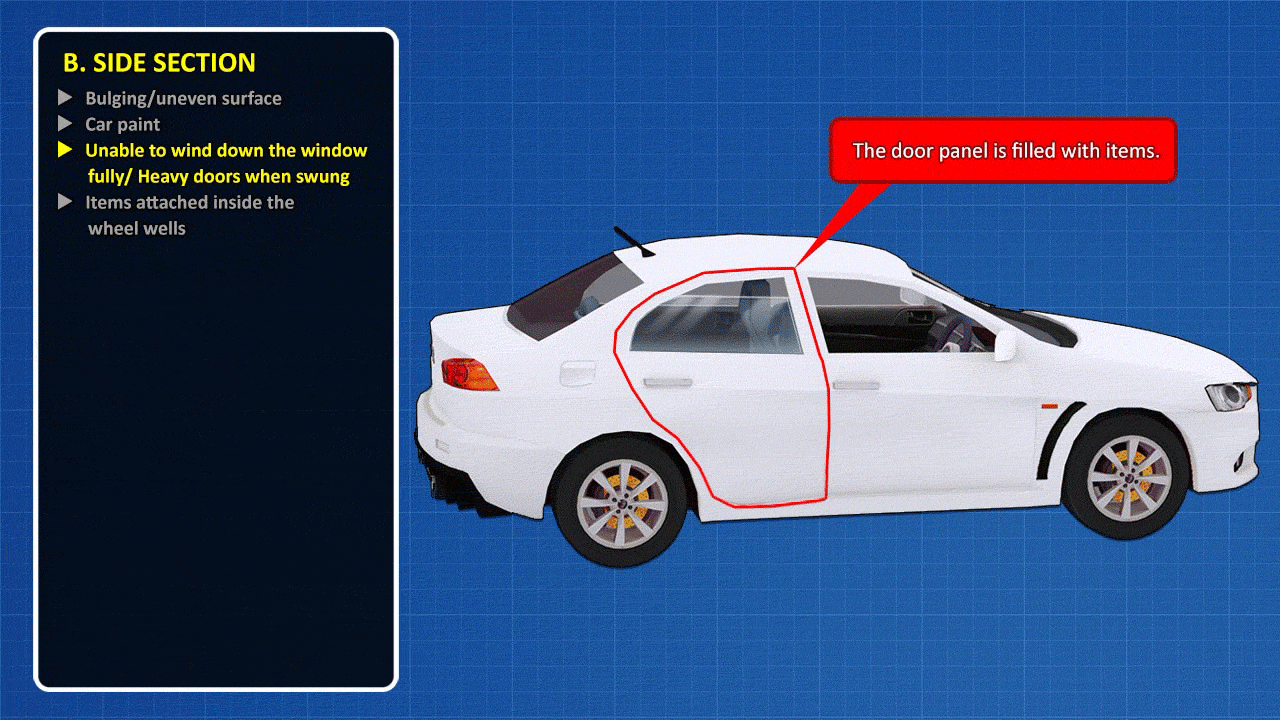 B. SIDE SECTION
▶ Bulging/uneven surface
▶ Car paint
▶ Unable to wind down the window
fully/ Heavy doors when swung
▶ Items attached inside the
wheel wells
The door panel is filled with items.